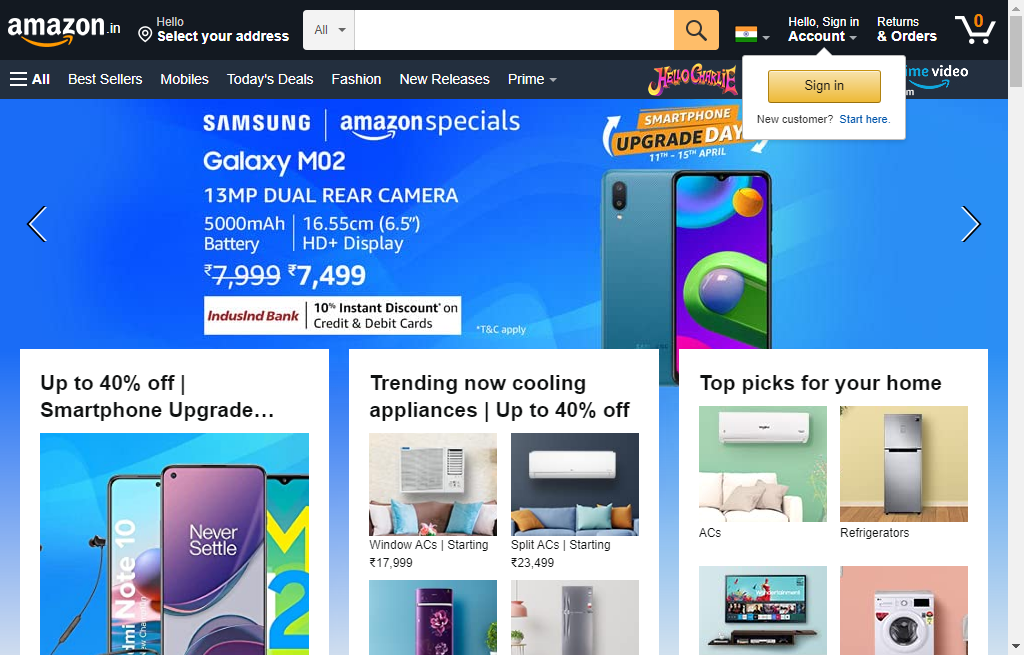 amazon.in
Hello
Select your address
All
Hello, Sign in
Account
Returns
& Orders
0
All
Best Sellers
Mobiles
Today's Deals
Fashion
New Releases
Prime
HELLO CHARLIE
ime video
m
Sign in
New customer? Start here.
SAMSUNG | amazonspecials
Galaxy M02
13MP DUAL REAR CAMERA
5000mAh
Battery
16.55cm (6.5")
HD+ Display
₹7,999 ₹7,499
IndusInd Bank
10% Instant Discount* on
Credit & Debit Cards
*T&C apply
SMARTPHONE
UPGRADE DAY
11TH - 15TH APRIL
SAMSUNG
Up to 40% off |
Smartphone Upgrade…
Never
Settle
dmi Note 10
M
2
Trending now cooling
appliances | Up to 40% off
Window ACs | Starting
₹17,999
Split ACs | Starting
₹23,499
Top picks for your home
ACs
Refrigerators